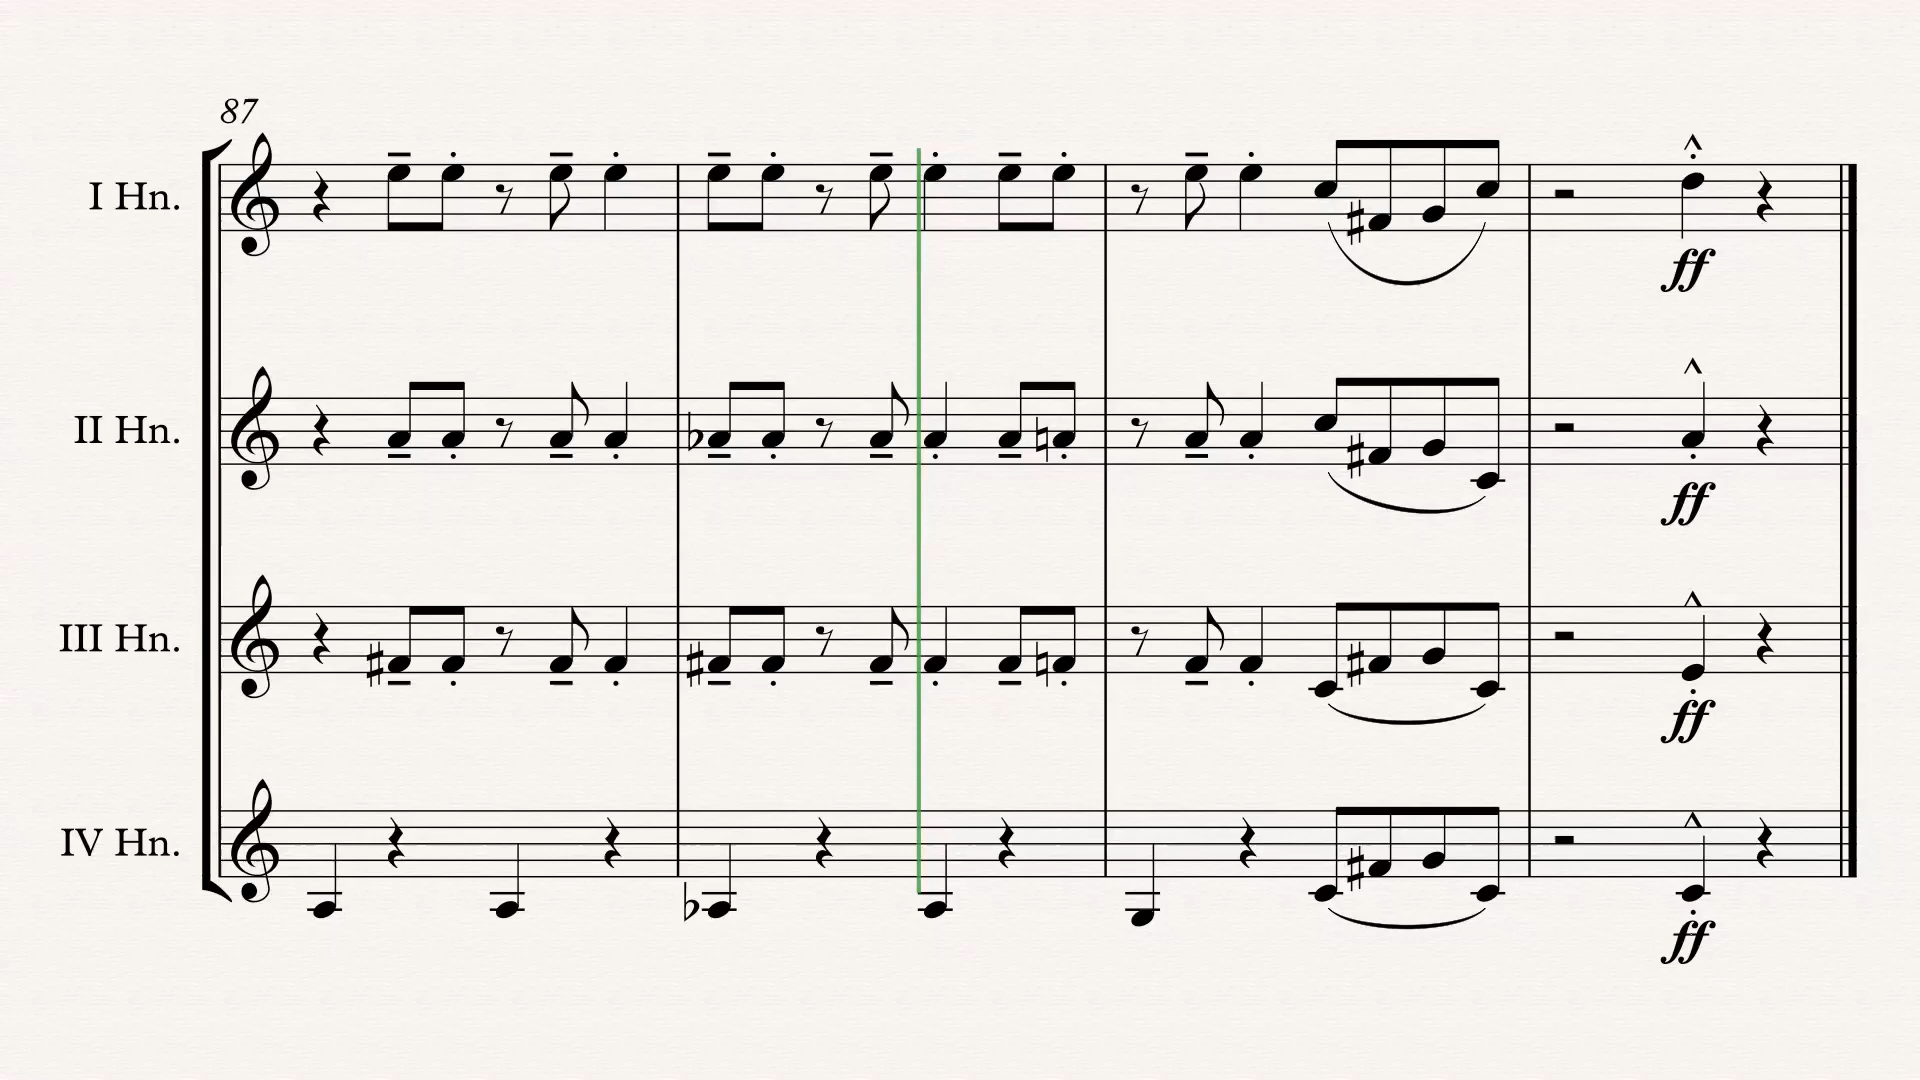 87
I Hn.
ff
II Hn.
ff
III Hn.
ff
IV Hn.
ff